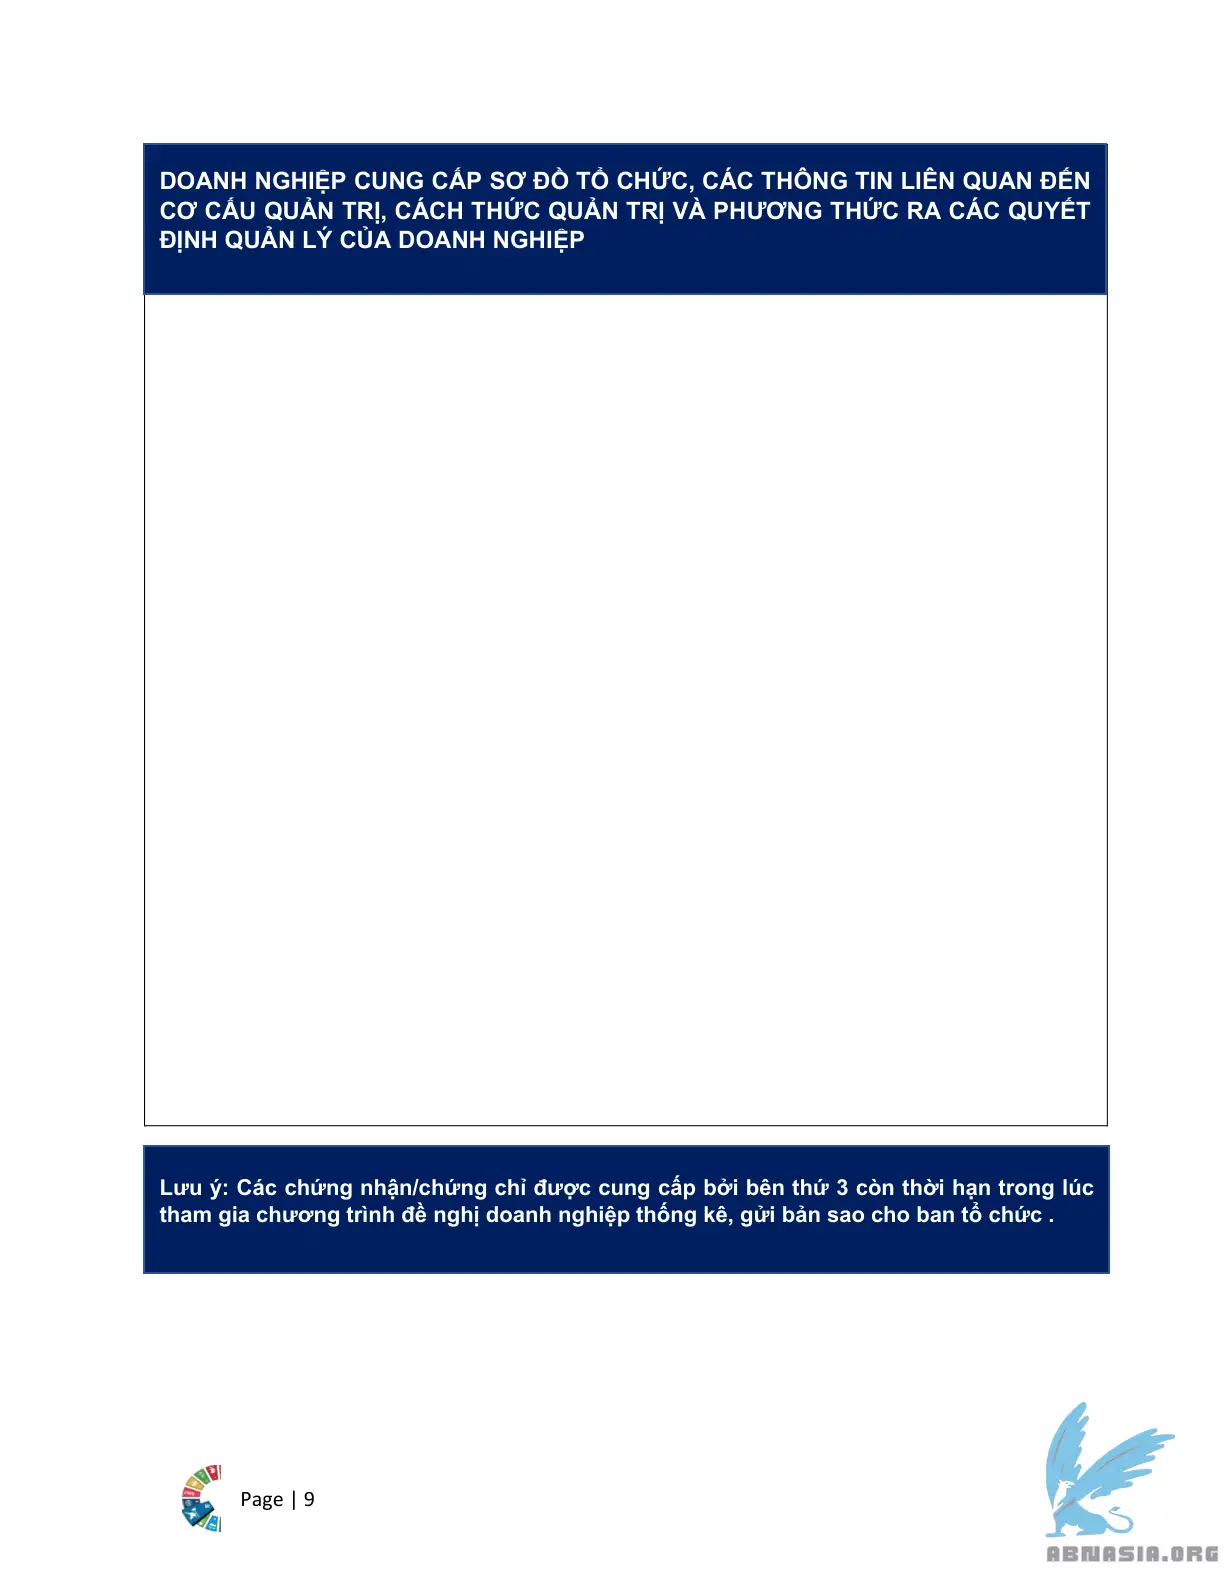 DOANH NGHIỆP CUNG CẤP SƠ ĐỒ TỔ CHỨC, CÁC THÔNG TIN LIÊN QUAN ĐẾN
CƠ CẤU QUẢN TRỊ, CÁCH THỨC QUẢN TRỊ VÀ PHƯƠNG THỨC RA CÁC QUYẾT
ĐỊNH QUẢN LÝ CỦA DOANH NGHIỆP
Lưu ý: Các chứng nhận/chứng chỉ được cung cấp bởi bên thứ 3 còn thời hạn trong lúc
tham gia chương trình đề nghị doanh nghiệp thống kê, gửi bản sao cho ban tổ chức .
Page | 9
ABNASIA.ORG